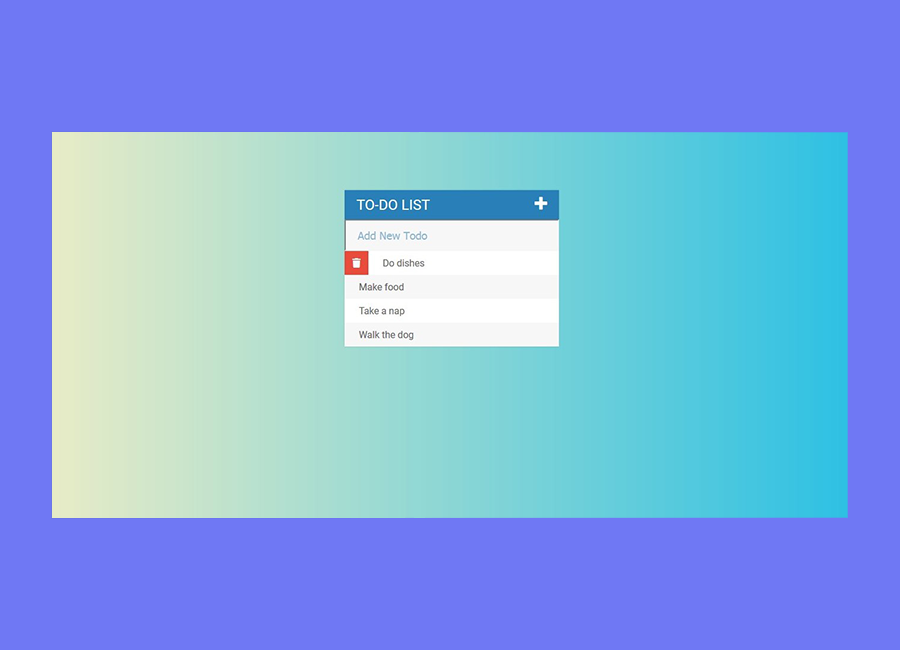 TO-DO LIST
Add New Todo
Do dishes
Make food
Take a nap
Walk the dog